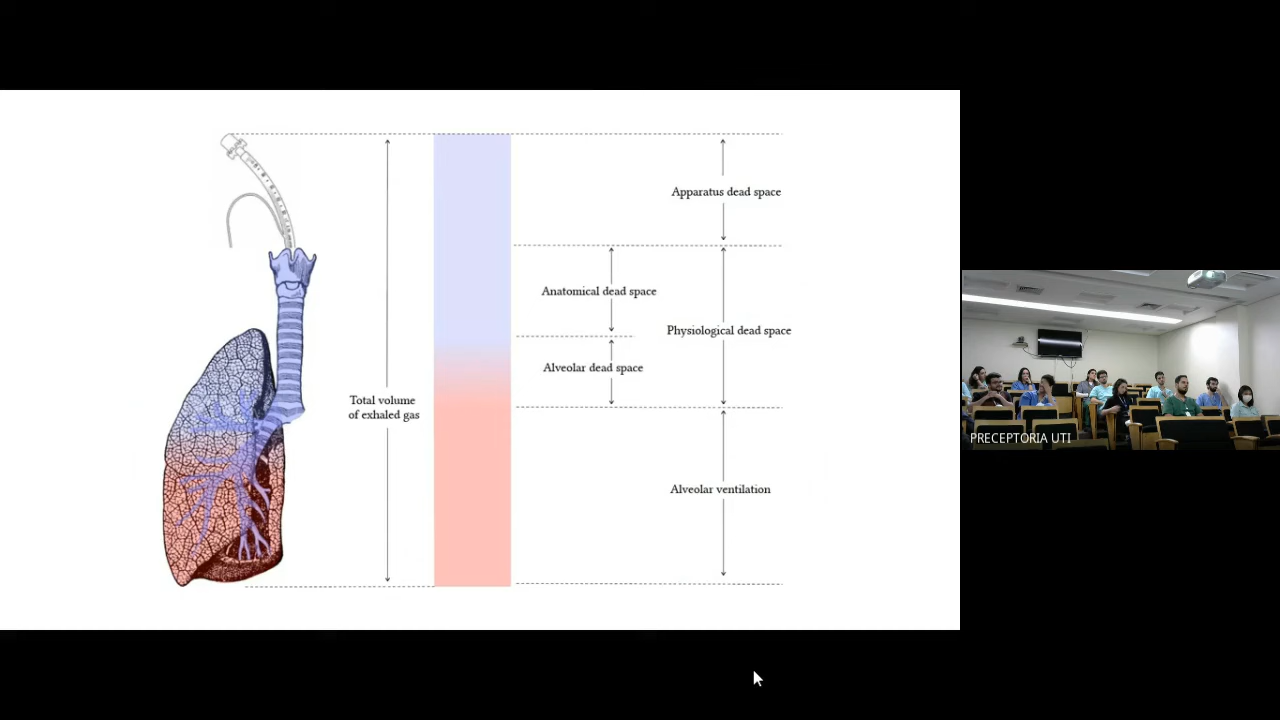 Apparatus dead space
Anatomical dead space
Physiological dead space
Alveolar dead space
Total volume
of exhaled gas
Alveolar ventilation
PRECEPTORIA UTI